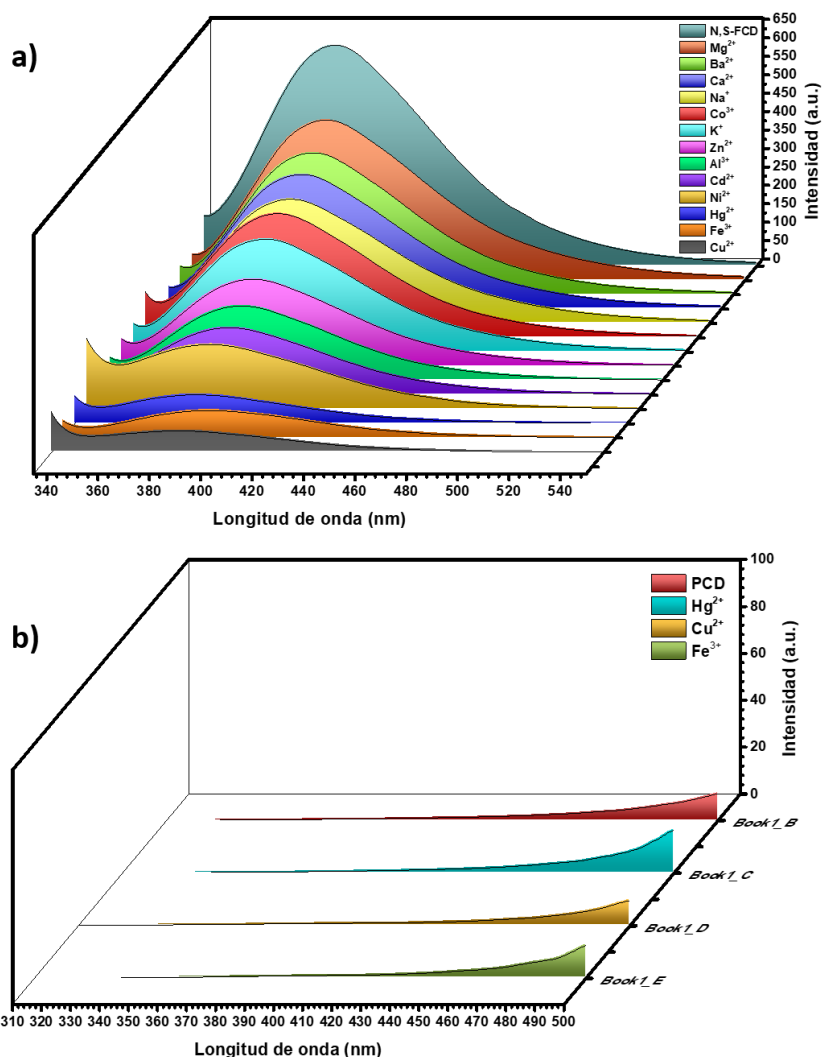 a)
N,S-FCD
Mg²⁺
Ba²⁺
Ca²⁺
Na⁺
Co³⁺
K⁺
Zn²⁺
Al³⁺
Cd²⁺
Ni²⁺
Hg²⁺
Fe³⁺
Cu²⁺
650
600
550
500
450
400
350
300
250
200
150
100
50
0
Intensidad (a.u.)
340 360 380 400 420 440 460 480 500 520 540
Longitud de onda (nm)
b)
PCD
Hg²⁺
Cu²⁺
Fe³⁺
100
80
60
40
20
0
Intensidad (a.u.)
Book1_B
Book1_C
Book1_D
Book1_E
310 320 330 340 350 360 370 380 390 400 410 420 430 440 450 460 470 480 490 500
Longitud de onda (nm)